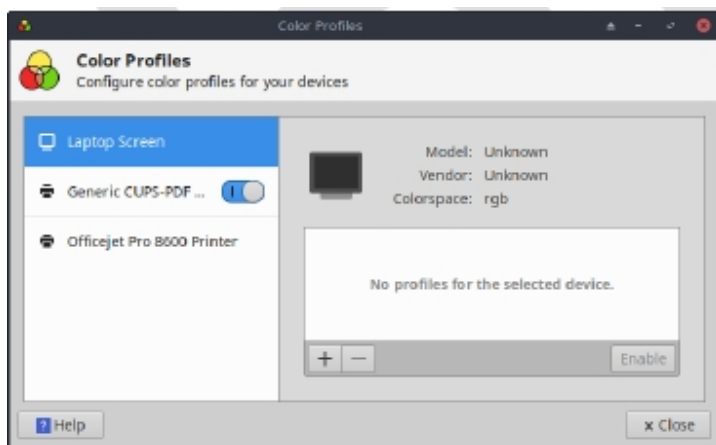 Color Profiles
Color Profiles
Configure color profiles for your devices
Laptop Screen
Generic CUPS-PDF ...
Officejet Pro 8600 Printer
Model: Unknown
Vendor: Unknown
Colorspace: rgb
No profiles for the selected device.
+ −
Enable
? Help
x Close